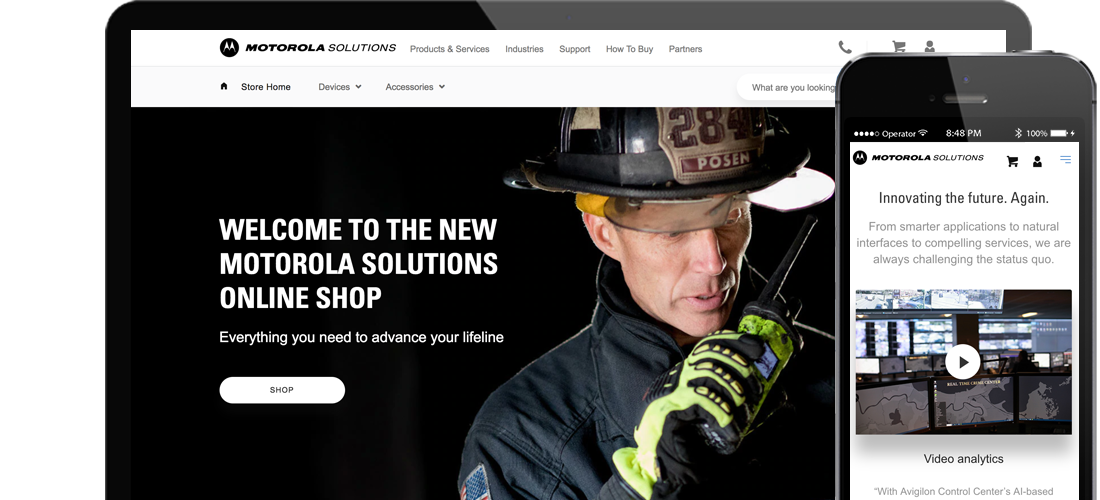 MOTOROLA SOLUTIONS
Products & Services
Industries
Support
How To Buy
Partners
Store Home
Devices
Accessories
What are you looking
284
POSEN
WELCOME TO THE NEW
MOTOROLA SOLUTIONS
ONLINE SHOP
Everything you need to advance your lifeline
SHOP
Operator
8:48 PM
100%
MOTOROLA SOLUTIONS
Innovating the future. Again.
From smarter applications to natural
interfaces to compelling services, we are
always challenging the status quo.
REAL TIME CRIME CENTER
Video analytics
“With Avigilon Control Center’s AI-based